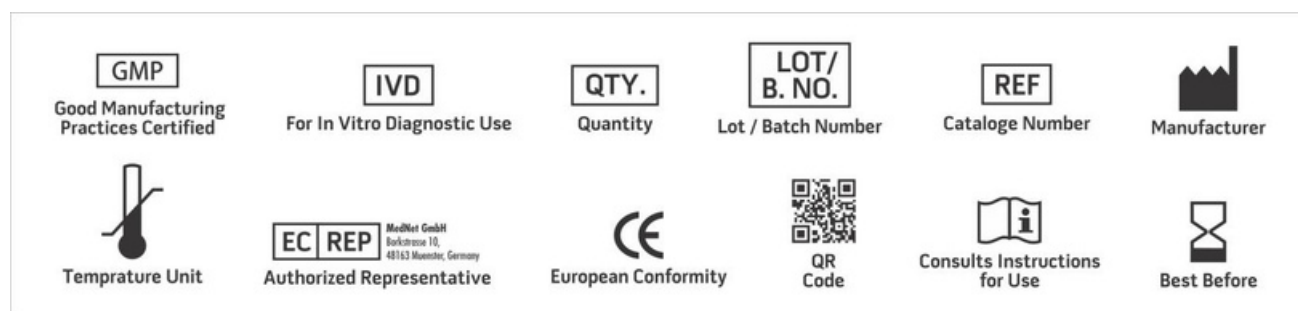 GMP
Good Manufacturing
Practices Certified
IVD
For In Vitro Diagnostic Use
QTY.
Quantity
LOT/
B. NO.
Lot / Batch Number
REF
Cataloge Number
Manufacturer
Temprature Unit
EC REP
MedNet GmbH
Borkstrasse 10,
48163 Muenster, Germany
Authorized Representative
CE
European Conformity
QR
Code
i
Consults Instructions
for Use
Best Before